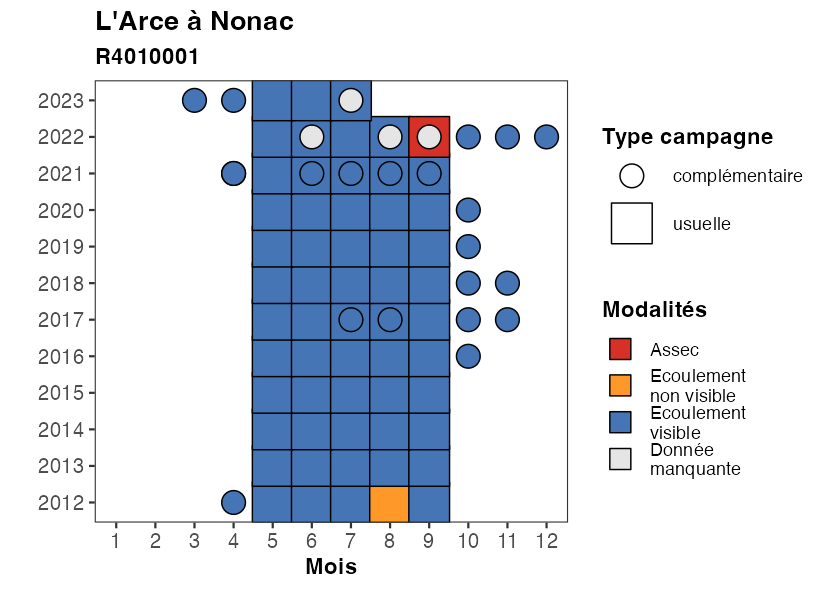 L'Arce à Nonac
R4010001
2023
2022
2021
2020
2019
2018
2017
2016
2015
2014
2013
2012
1 2 3 4 5 6 7 8 9 10 11 12
Mois
Type campagne
complémentaire
usuelle
Modalités
Assec
Ecoulement
non visible
Ecoulement
visible
Donnée
manquante